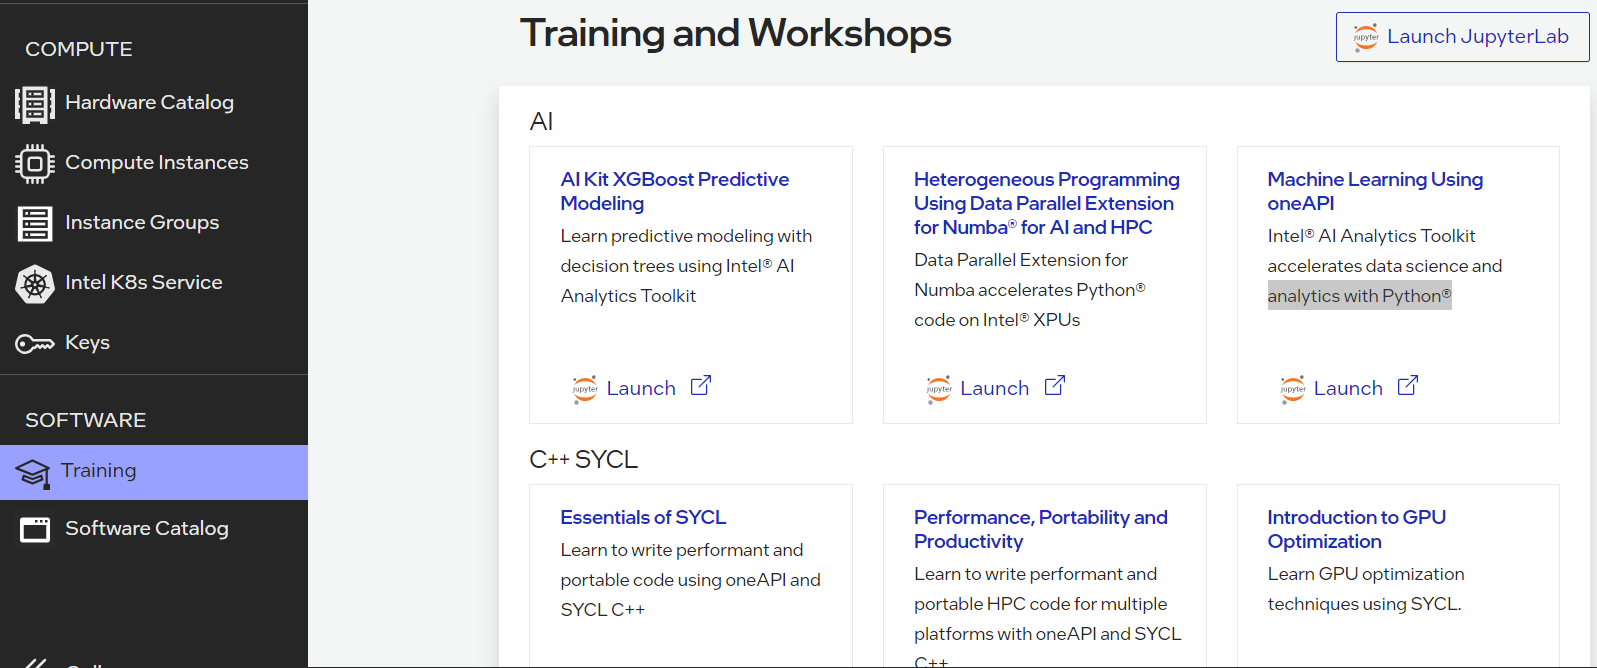 COMPUTE
Hardware Catalog
Compute Instances
Instance Groups
Intel K8s Service
Keys
SOFTWARE
Training
Software Catalog
Training and Workshops
jupyter Launch JupyterLab
AI
AI Kit XGBoost Predictive
Modeling
Learn predictive modeling with
decision trees using Intel® AI
Analytics Toolkit
jupyter Launch
Heterogeneous Programming
Using Data Parallel Extension
for Numba® for AI and HPC
Data Parallel Extension for
Numba accelerates Python®
code on Intel® XPUs
jupyter Launch
Machine Learning Using
oneAPI
Intel® AI Analytics Toolkit
accelerates data science and
analytics with Python®
jupyter Launch
C++ SYCL
Essentials of SYCL
Learn to write performant and
portable code using oneAPI and
SYCL C++
Performance, Portability and
Productivity
Learn to write performant and
portable HPC code for multiple
platforms with oneAPI and SYCL
C++
Introduction to GPU
Optimization
Learn GPU optimization
techniques using SYCL.